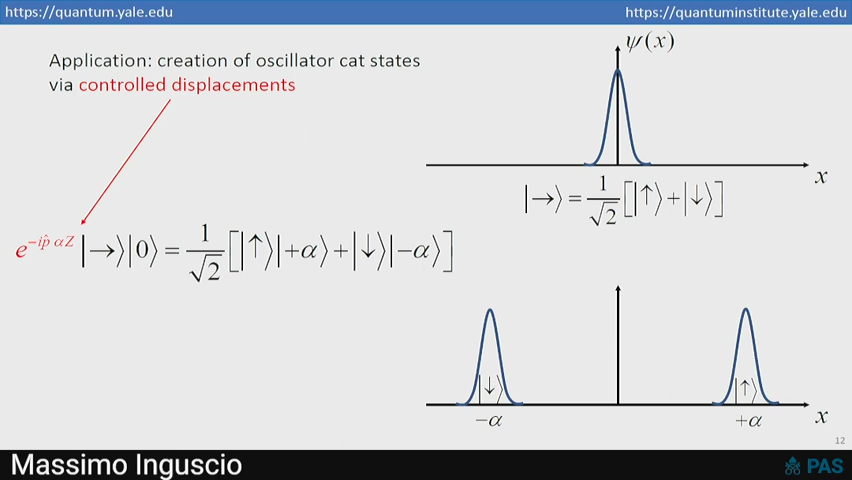 https://quantum.yale.edu
https://quantuminstitute.yale.edu
Application: creation of oscillator cat states
via controlled displacements
ψ(x)
x
|→⟩ = 1/√2 [|↑⟩ + |↓⟩]
e^{-ip̂ αZ} |→⟩|0⟩ = 1/√2 [|↑⟩|+α⟩ + |↓⟩|−α⟩]
|↓⟩
|↑⟩
−α
+α
x
12
Massimo Inguscio
PAS